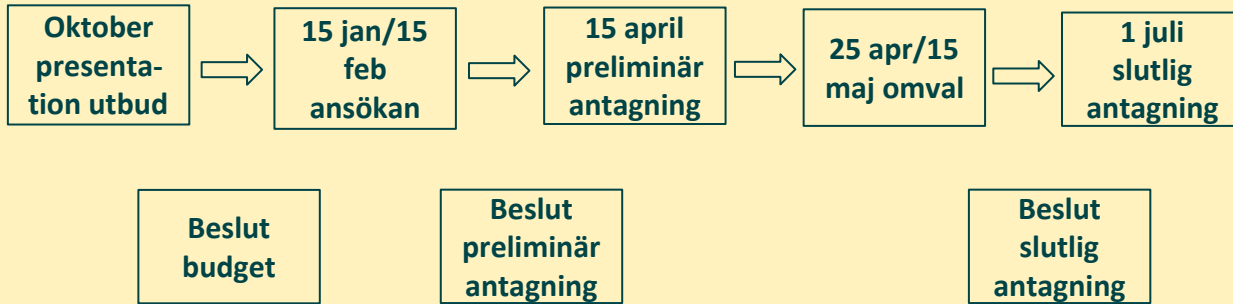 Oktober
presenta-
tion utbud
15 jan/15
feb
ansökan
15 april
preliminär
antagning
25 apr/15
maj omval
1 juli
slutlig
antagning
Beslut
budget
Beslut
preliminär
antagning
Beslut
slutlig
antagning